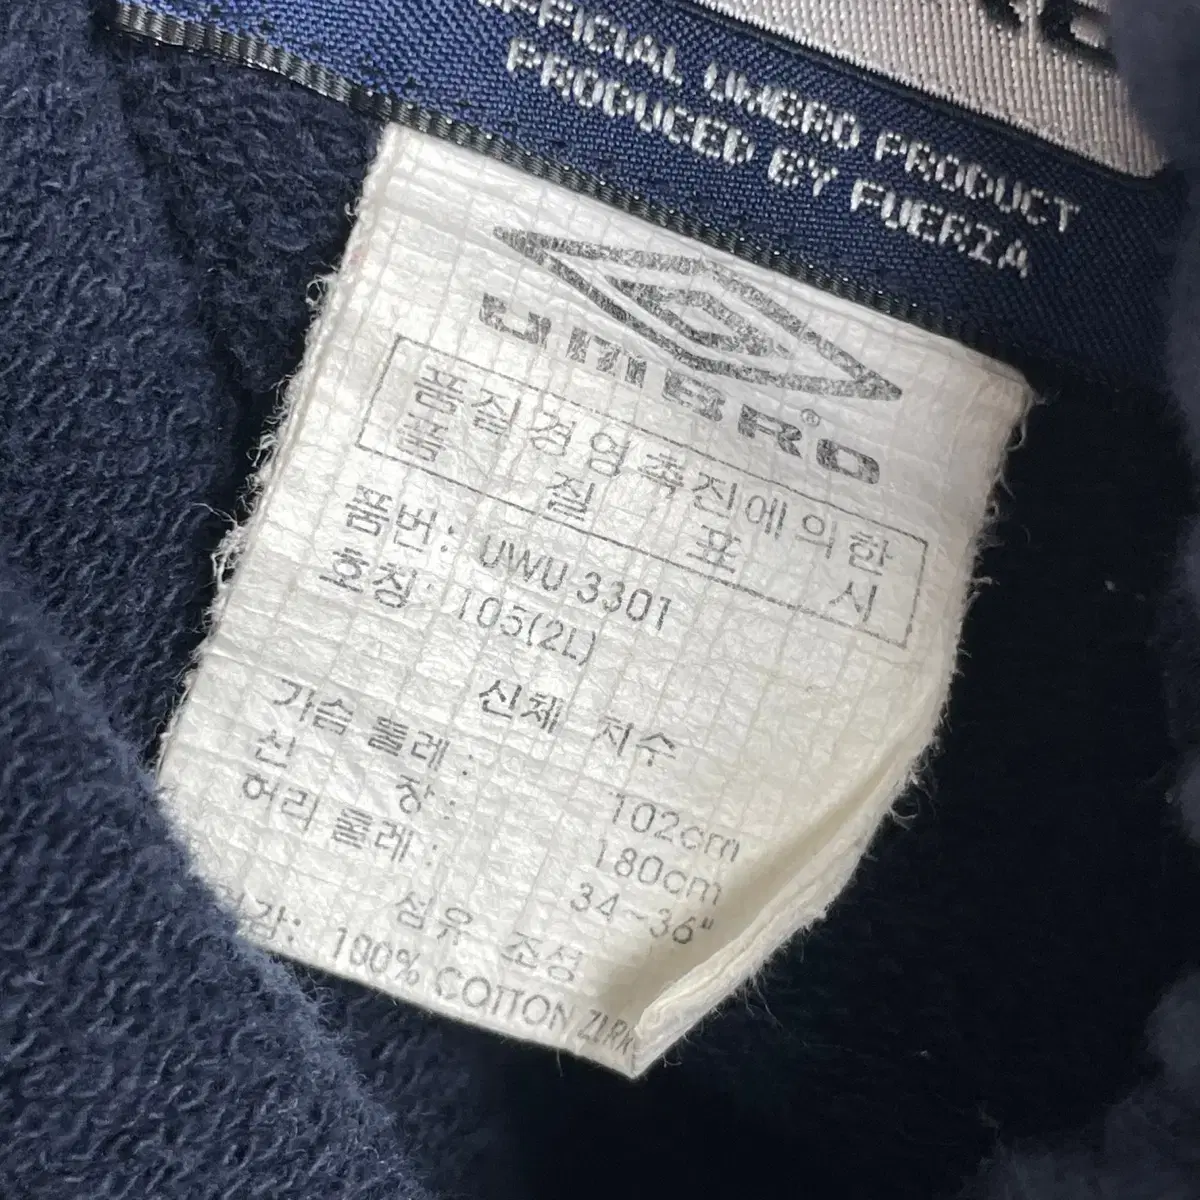 OFFICIAL UMBRO PRODUCT
PRODUCED BY FUERZA
UMBRO®
품질경영촉진에의한
품 질 표 시
품번: UWU 3301
호칭: 105(2L)
신체 치수
가슴 둘레: 102cm
신 장: 180cm
허리 둘레: 34~36"
섬유 조성
100% COTTON